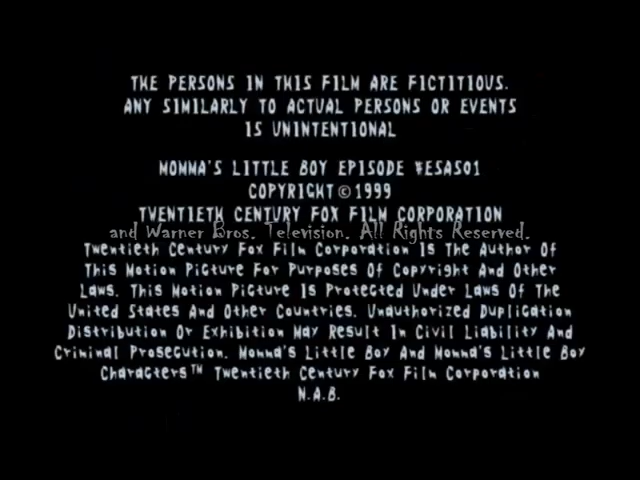 THE PERSONS IN THIS FILM ARE FICTITIOUS.
ANY SIMILARLY TO ACTUAL PERSONS OR EVENTS
IS UNINTENTIONAL
MOMMA'S LITTLE BOY EPISODE #ESAS01
COPYRIGHT © 1999
TWENTIETH CENTURY FOX FILM CORPORATION
and Warner Bros. Television. All Rights Reserved.
Twentieth Century Fox Film Corporation Is The Author Of
This Motion Picture For Purposes Of Copyright And Other
Laws. This Motion Picture Is Protected Under Laws Of The
United States And Other Countries. Unauthorized Duplication
Distribution Or Exhibition May Result In Civil Liability And
Criminal Prosecution. Momma's Little Boy And Momma's Little Boy
Characters™ Twentieth Century Fox Film Corporation
N.A.B.